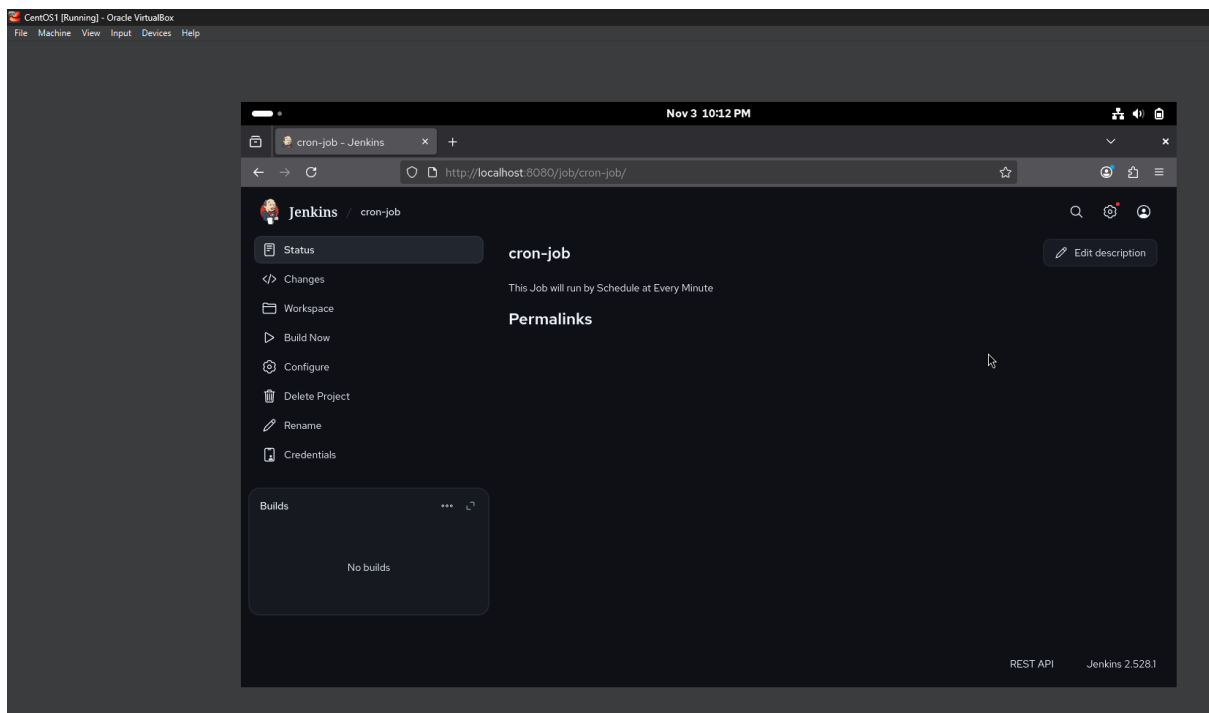 CentOS1 [Running] - Oracle VirtualBox
File Machine View Input Devices Help
Nov 3 10:12 PM
cron-job - Jenkins
http://localhost:8080/job/cron-job/
Jenkins / cron-job
Status
Changes
Workspace
Build Now
Configure
Delete Project
Rename
Credentials
Builds
No builds
cron-job
Edit description
This Job will run by Schedule at Every Minute
Permalinks
REST API Jenkins 2.528.1